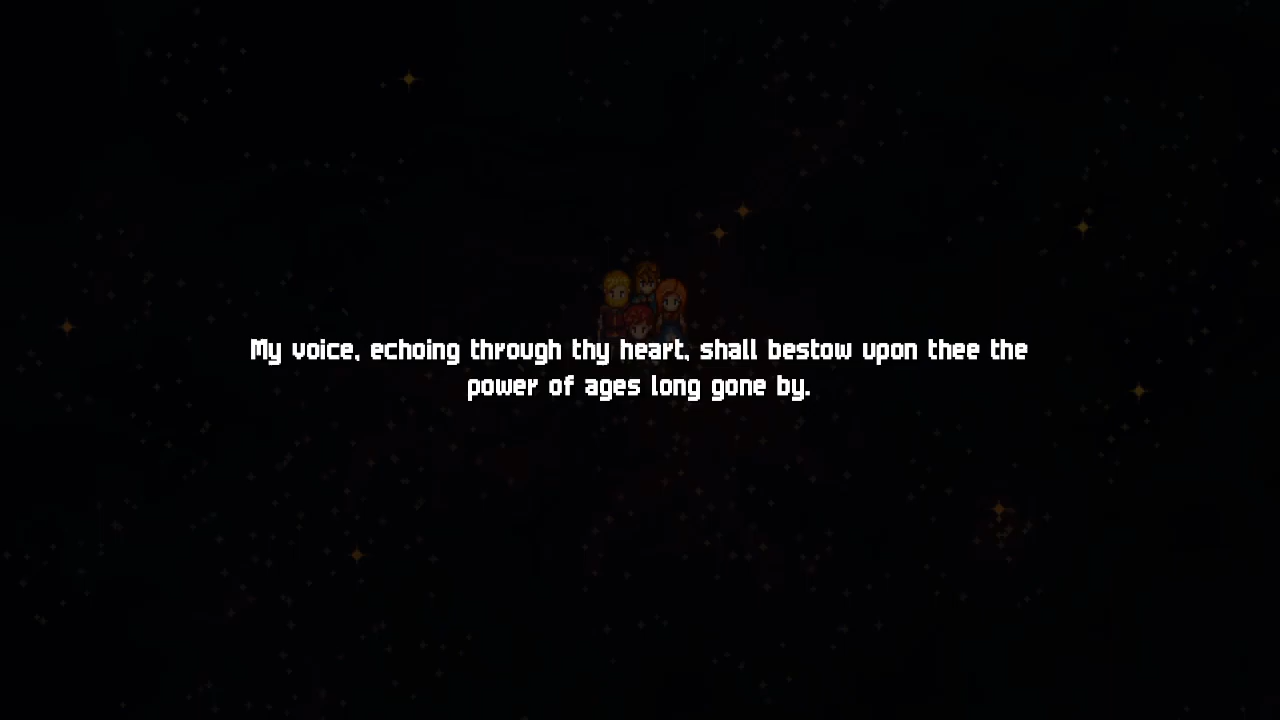 My voice, echoing through thy heart, shall bestow upon thee the
power of ages long gone by.